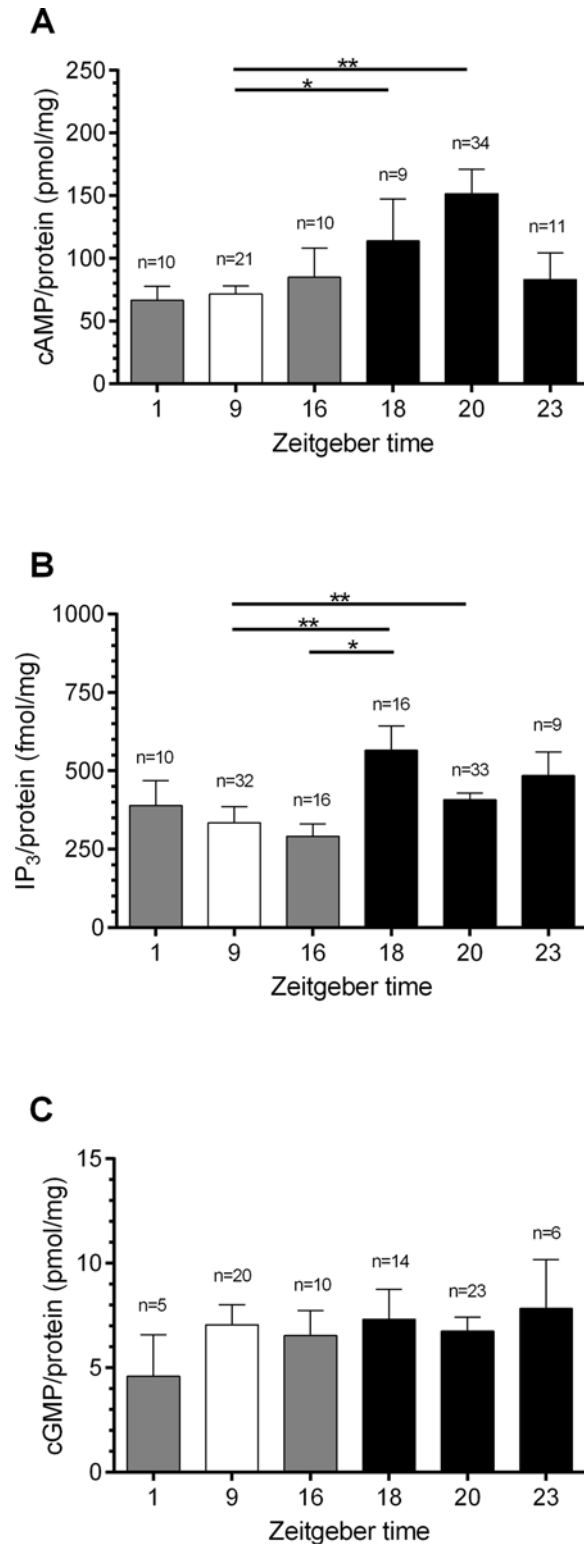 A
**
*
250
200
150
100
50
0
cAMP/protein (pmol/mg)
n=10
n=21
n=10
n=9
n=34
n=11
1 9 16 18 20 23
Zeitgeber time
B
**
**
*
1000
750
500
250
0
IP₃/protein (fmol/mg)
n=10
n=32
n=16
n=16
n=33
n=9
1 9 16 18 20 23
Zeitgeber time
C
15
10
5
0
cGMP/protein (pmol/mg)
n=5
n=20
n=10
n=14
n=23
n=6
1 9 16 18 20 23
Zeitgeber time